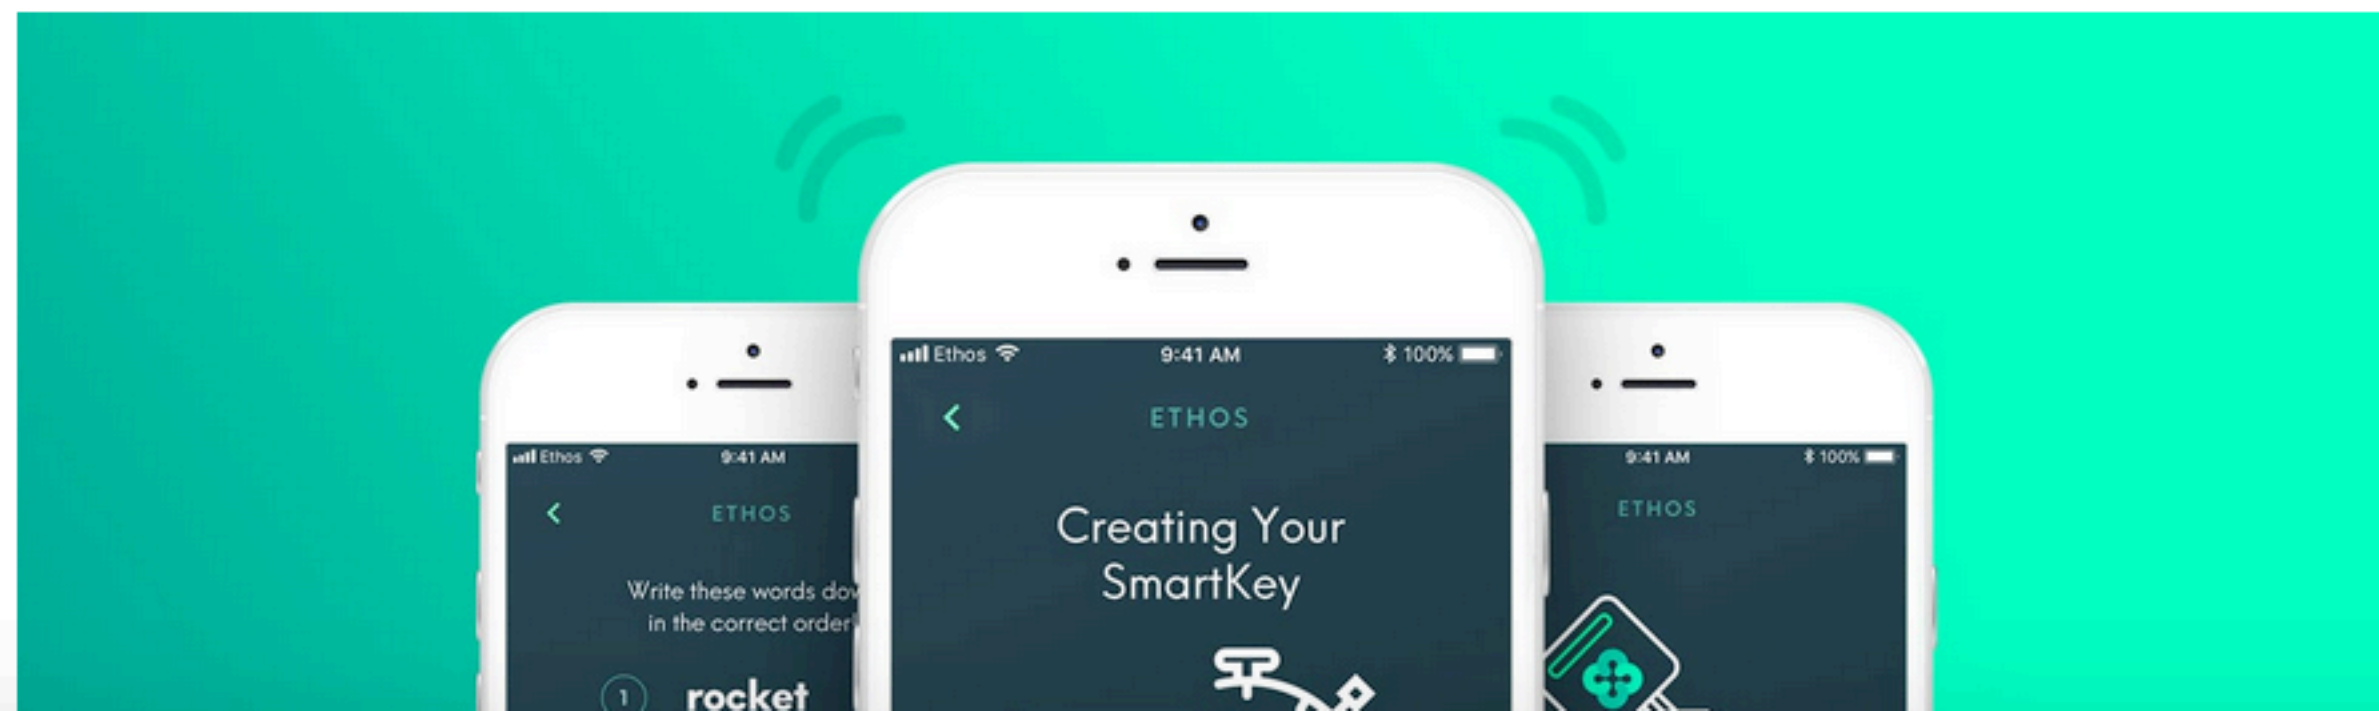 Ethos 9:41 AM
ETHOS
Write these words dow
in the correct order
1 rocket
Ethos 9:41 AM 100%
ETHOS
Creating Your
SmartKey
9:41 AM 100%
ETHOS